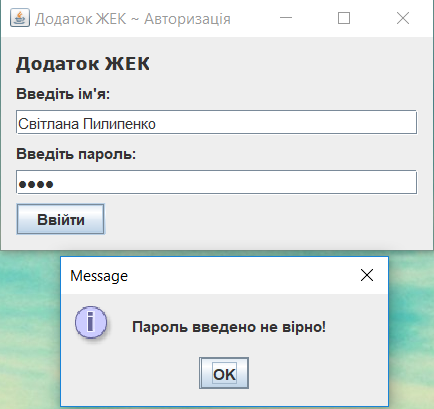 Додаток ЖЕК ~ Авторизація
Додаток ЖЕК
Введіть ім'я:
Світлана Пилипенко
Введіть пароль:
●●●●
Ввійти
Message
Пароль введено не вірно!
OK